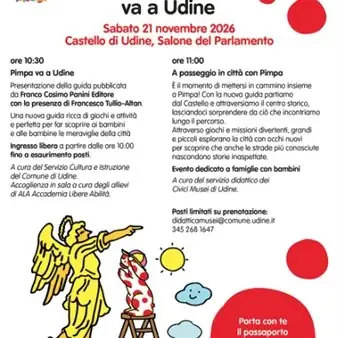 va a Udine
Sabato 21 novembre 2026
Castello di Udine, Salone del Parlamento
ore 10:30
Pimpa va a Udine
Presentazione della guida pubblicata
da Franco Cosimo Panini Editore
con la presenza di Francesco Tullio-Altan.
Una nuova guida ricca di giochi e attività
e perfetta per far scoprire ai bambini
e alle bambine le meraviglie della città
Ingresso libero a partire dalle ore 10:00
fino a esaurimento posti.
A cura del Servizio Cultura e Istruzione
del Comune di Udine.
Accoglienza in sala a cura degli allievi
di ALA Accademia Libere Abilità.
ore 11:00
A passeggio in città con Pimpa
È il momento di mettersi in cammino insieme
a Pimpa! Con la nuova guida partiamo
dal Castello e attraversiamo il centro storico,
lasciandoci sorprendere da ciò che incontriamo
lungo il percorso.
Attraverso giochi e missioni divertenti, grandi
e piccoli esplorano la città con occhi nuovi
per scoprire che anche le strade più conosciute
nascondono storie inaspettate.
Evento dedicato a famiglie con bambini
A cura del servizio didattico dei
Civici Musei di Udine.
Posti limitati su prenotazione:
didatticamusei@comune.udine.it
345 268 1647
Porta con te
il passaporto